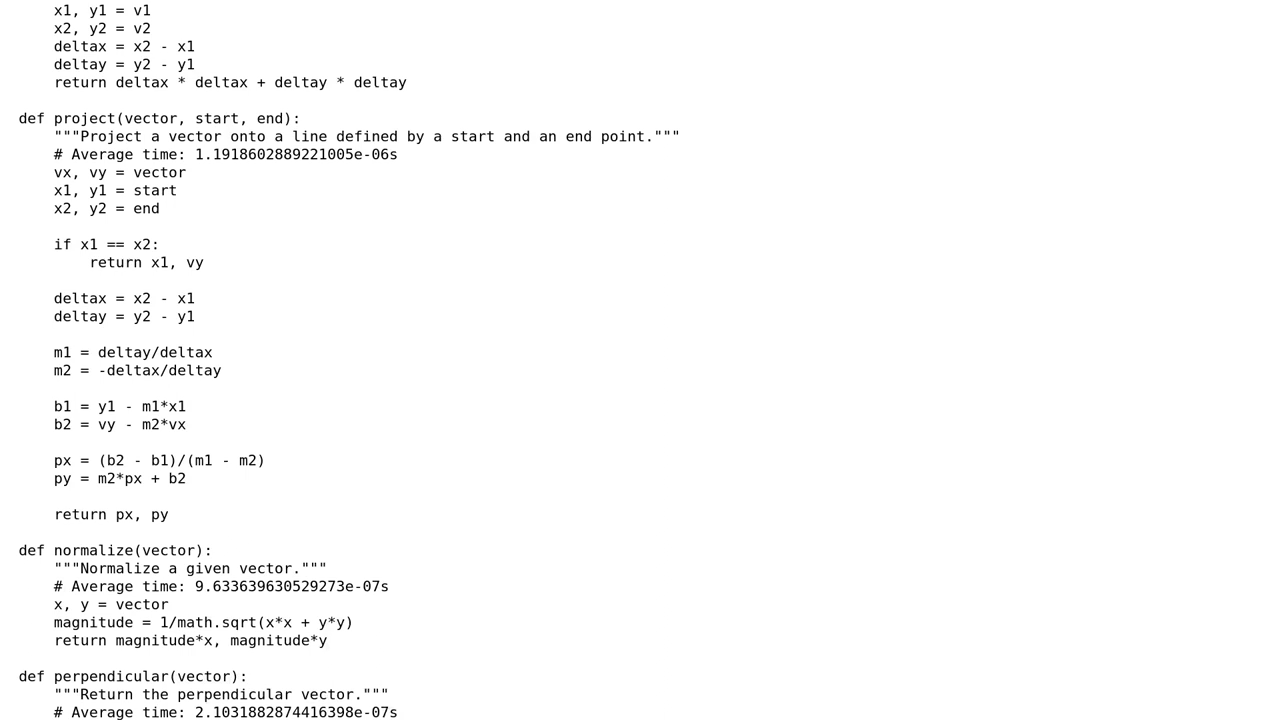 x1, y1 = v1
    x2, y2 = v2
    deltax = x2 - x1
    deltay = y2 - y1
    return deltax * deltax + deltay * deltay

def project(vector, start, end):
    """Project a vector onto a line defined by a start and an end point."""
    # Average time: 1.1918602889221005e-06s
    vx, vy = vector
    x1, y1 = start
    x2, y2 = end

    if x1 == x2:
        return x1, vy

    deltax = x2 - x1
    deltay = y2 - y1

    m1 = deltay/deltax
    m2 = -deltax/deltay

    b1 = y1 - m1*x1
    b2 = vy - m2*vx

    px = (b2 - b1)/(m1 - m2)
    py = m2*px + b2

    return px, py

def normalize(vector):
    """Normalize a given vector."""
    # Average time: 9.633639630529273e-07s
    x, y = vector
    magnitude = 1/math.sqrt(x*x + y*y)
    return magnitude*x, magnitude*y

def perpendicular(vector):
    """Return the perpendicular vector."""
    # Average time: 2.1031882874416398e-07s